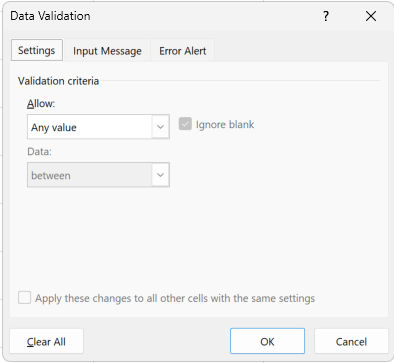 Data Validation ?
Settings Input Message Error Alert
Validation criteria
Allow:
Any value Ignore blank
Data:
between
Apply these changes to all other cells with the same settings
Clear All OK Cancel